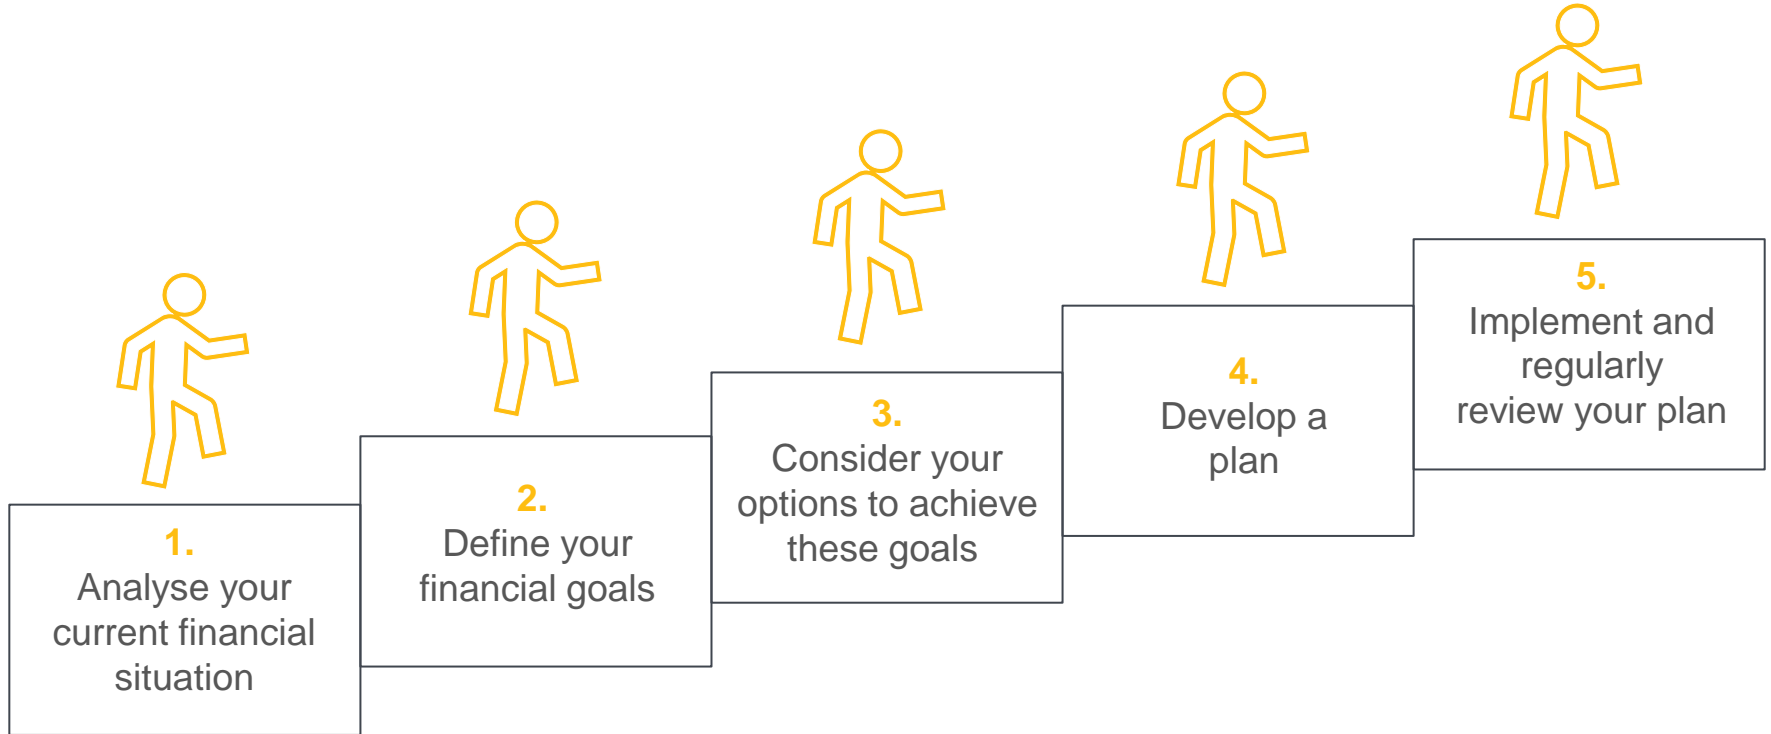 1.
Analyse your
current financial
situation
2.
Define your
financial goals
3.
Consider your
options to achieve
these goals
4.
Develop a
plan
5.
Implement and
regularly
review your plan